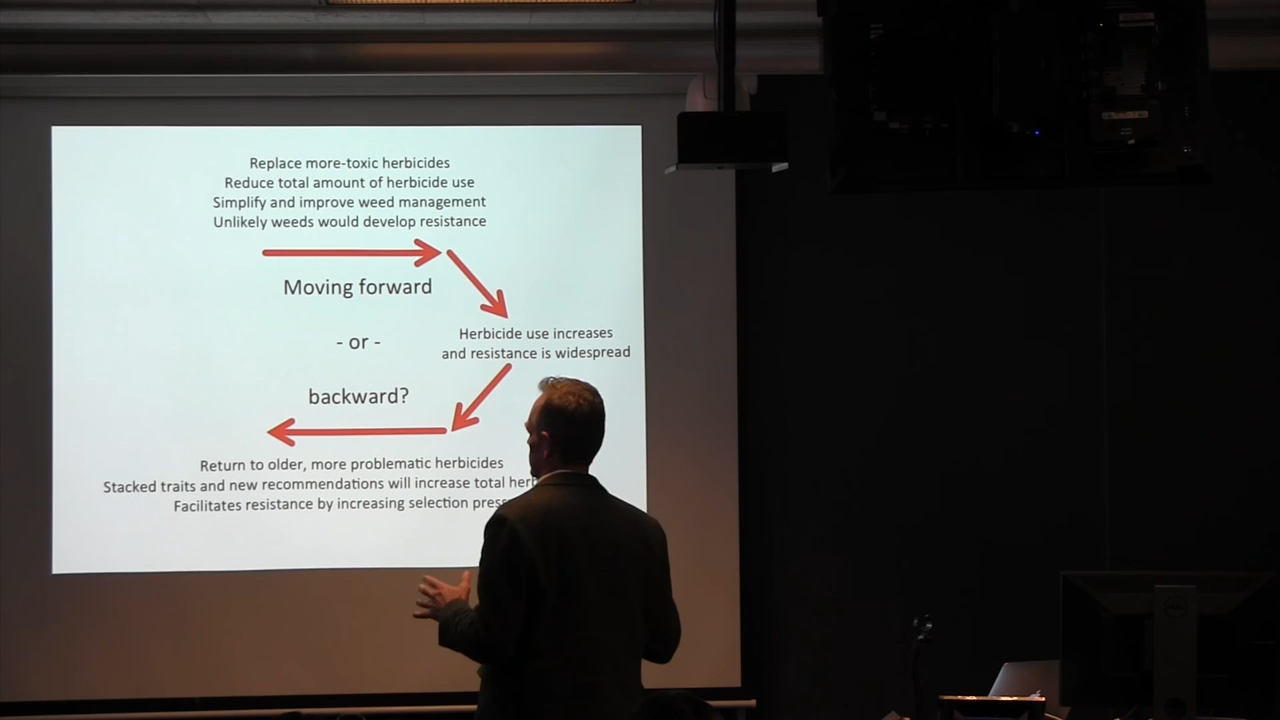 Replace more-toxic herbicides
Reduce total amount of herbicide use
Simplify and improve weed management
Unlikely weeds would develop resistance
Moving forward
- or -
Herbicide use increases
and resistance is widespread
backward?
Return to older, more problematic herbicides
Stacked traits and new recommendations will increase total
Facilitates resistance by increasing selection